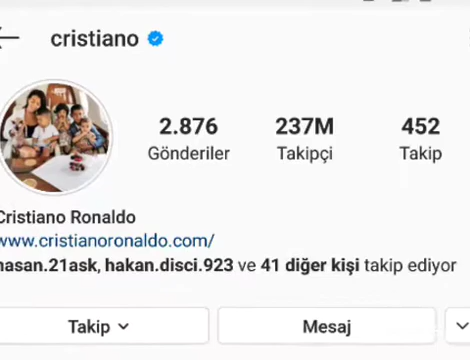 cristiano
2.876 237M 452
Gönderiler Takipçi Takip
Cristiano Ronaldo
www.cristianoronaldo.com/
hasan.21ask, hakan.disci.923 ve 41 diğer kişi takip ediyor
Takip Mesaj